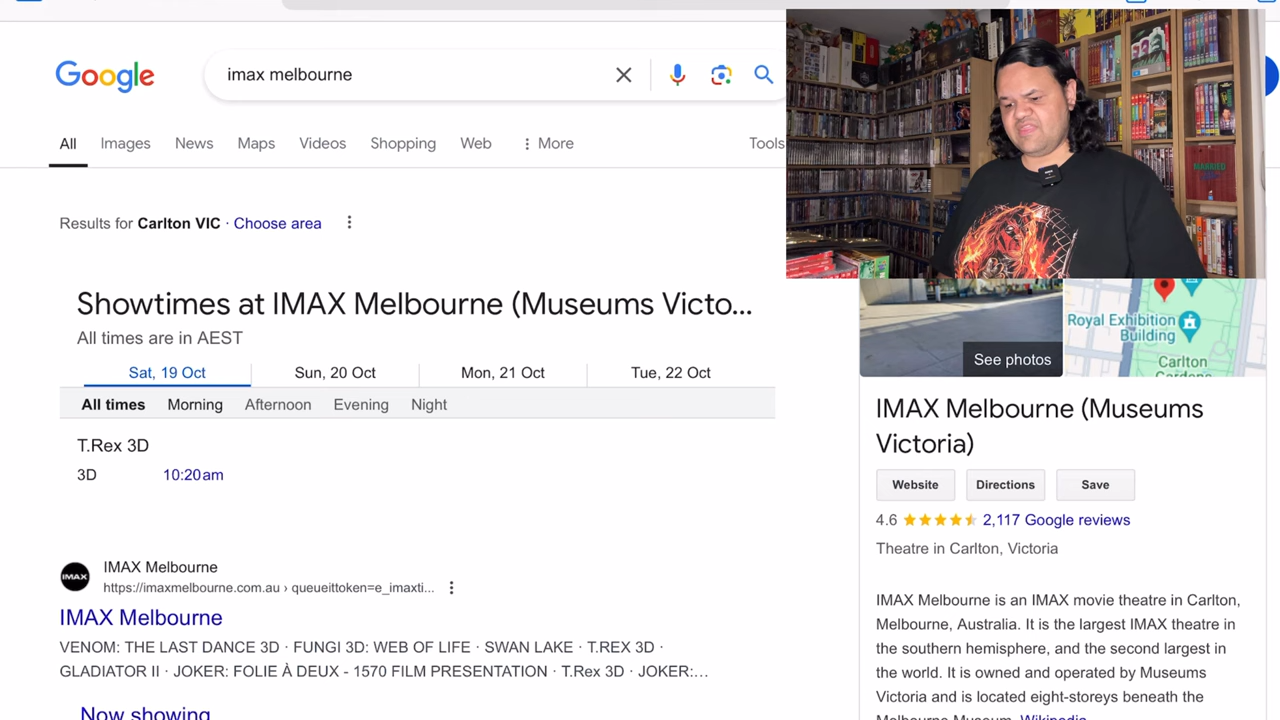 Google
imax melbourne
All Images News Maps Videos Shopping Web More Tools
Results for Carlton VIC · Choose area
Showtimes at IMAX Melbourne (Museums Victo...
All times are in AEST
Sat, 19 Oct Sun, 20 Oct Mon, 21 Oct Tue, 22 Oct
All times Morning Afternoon Evening Night
T.Rex 3D
3D 10:20am
IMAX
IMAX Melbourne
https://imaxmelbourne.com.au › queueittoken=e_imaxti...
IMAX Melbourne
VENOM: THE LAST DANCE 3D · FUNGI 3D: WEB OF LIFE · SWAN LAKE · T.REX 3D ·
GLADIATOR II · JOKER: FOLIE À DEUX - 1570 FILM PRESENTATION · T.Rex 3D · JOKER:...
Now showing
See photos
Royal Exhibition
Building
Carlton
Gardens
IMAX Melbourne (Museums
Victoria)
Website Directions Save
4.6 2,117 Google reviews
Theatre in Carlton, Victoria
IMAX Melbourne is an IMAX movie theatre in Carlton,
Melbourne, Australia. It is the largest IMAX theatre in
the southern hemisphere, and the second largest in
the world. It is owned and operated by Museums
Victoria and is located eight-storeys beneath the
Melbourne Museum. Wikipedia